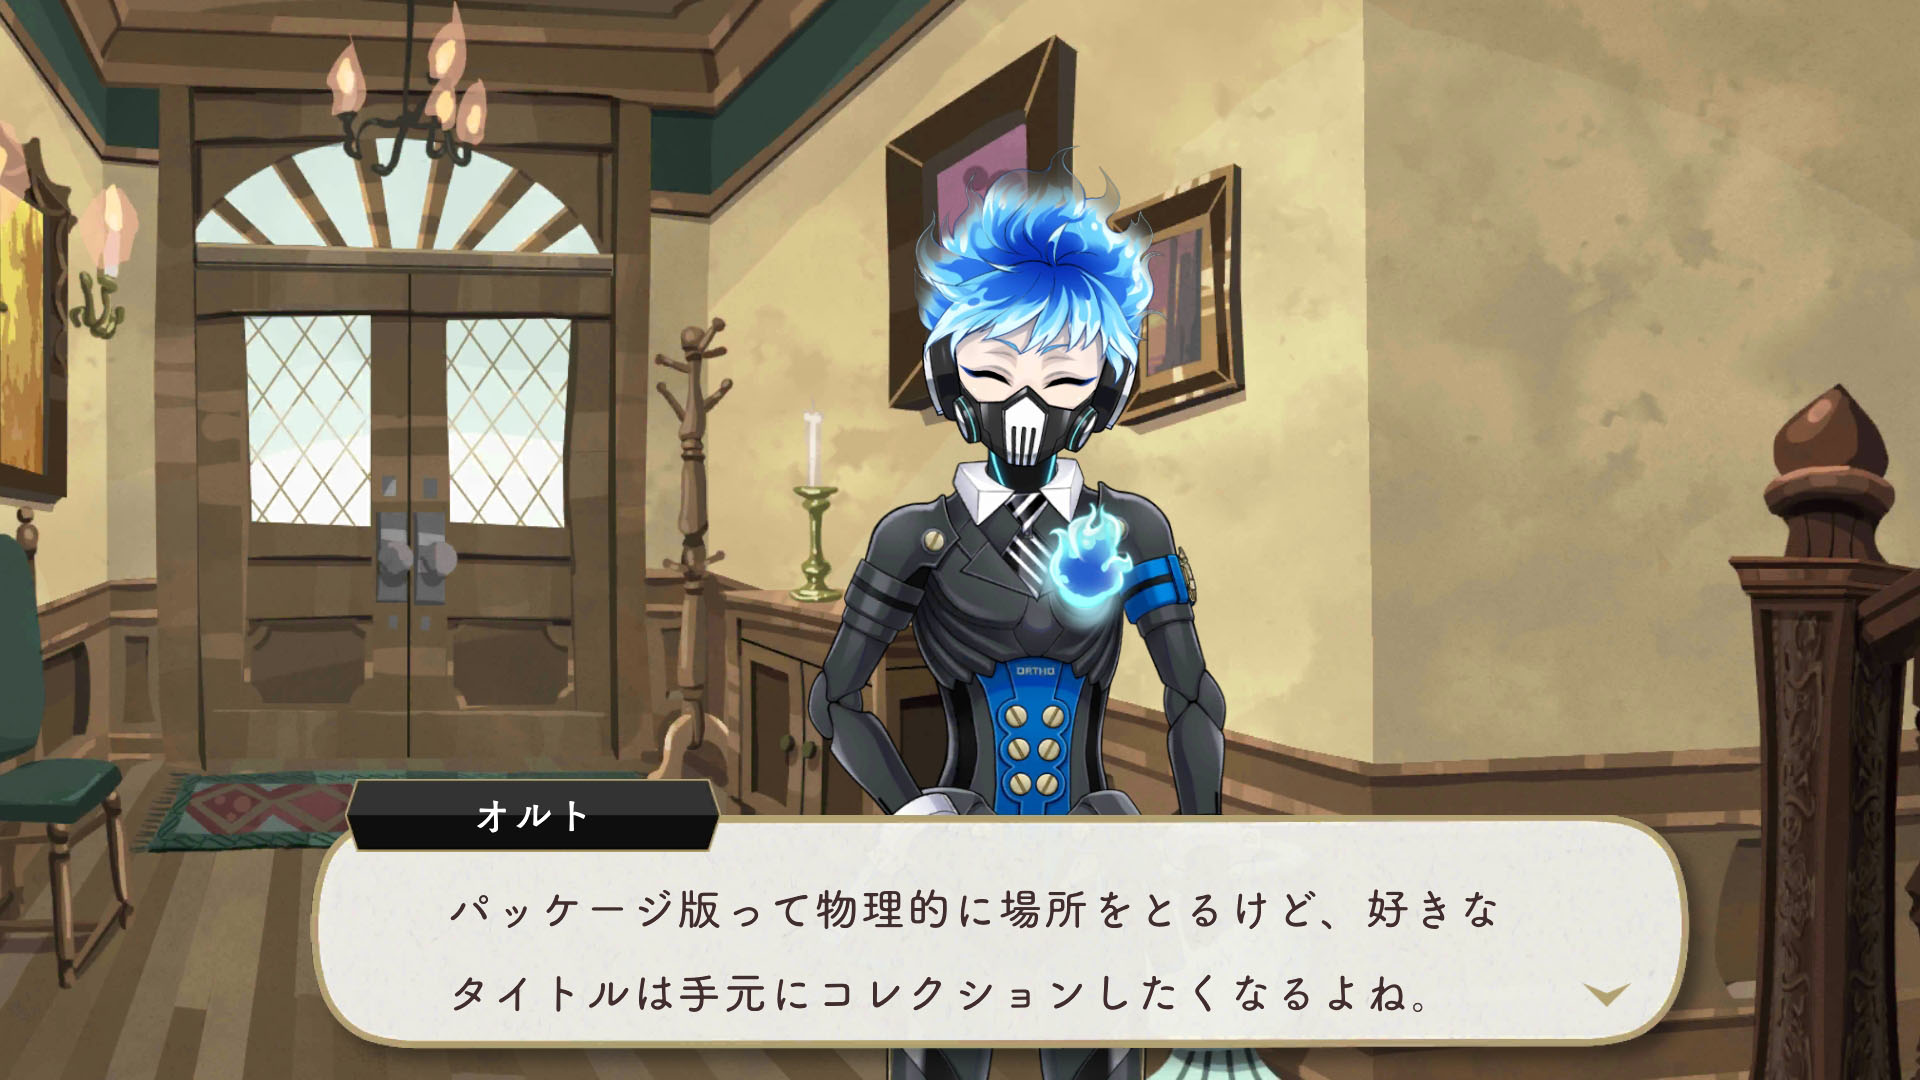 ORTHO
オルト
パッケージ版って物理的に場所をとるけど、好きな
タイトルは手元にコレクションしたくなるよね。